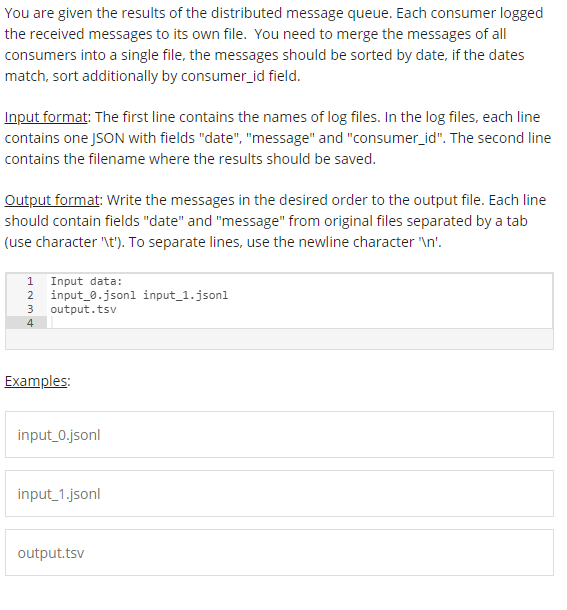 You are given the results of the distributed message queue. Each consumer logged
the received messages to its own file.  You need to merge the messages of all
consumers into a single file, the messages should be sorted by date, if the dates
match, sort additionally by consumer_id field.
Input format: The first line contains the names of log files. In the log files, each line
contains one JSON with fields "date", "message" and "consumer_id". The second line
contains the filename where the results should be saved.
Output format: Write the messages in the desired order to the output file. Each line
should contain fields "date" and "message" from original files separated by a tab
(use character '\t'). To separate lines, use the newline character '\n'.
1 Input data:
2 input_0.jsonl input_1.jsonl
3 output.tsv
4
Examples:
input_0.jsonl
input_1.jsonl
output.tsv